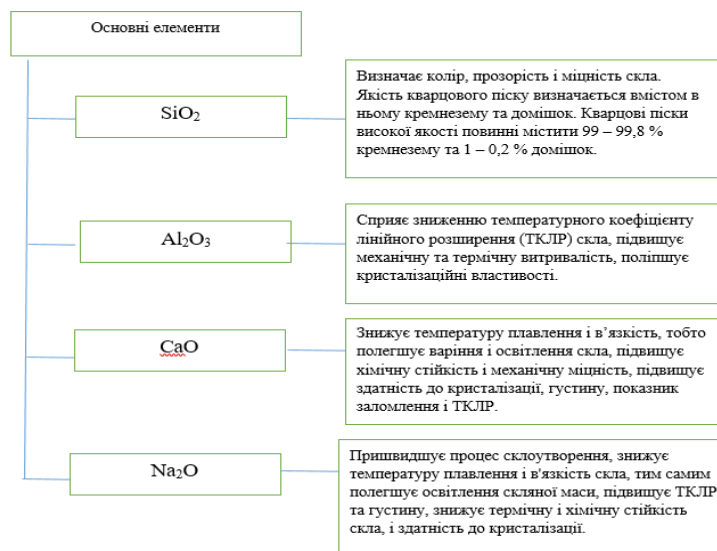 Основні елементи
SiO₂
Визначає колір, прозорість і міцність скла.
Якість кварцового піску визначається вмістом в
ньому кремнезему та домішок. Кварцові піски
високої якості повинні містити 99 – 99,8 %
кремнезему та 1 – 0,2 % домішок.
Al₂O₃
Сприяє зниженню температурного коефіцієнту
лінійного розширення (ТКЛР) скла, підвищує
механічну та термічну витривалість, поліпшує
кристалізаційні властивості.
CaO
Знижує температуру плавлення і в’язкість, тобто
полегшує варіння і освітлення скла, підвищує
хімічну стійкість і механічну міцність, підвищує
здатність до кристалізації, густину, показник
заломлення і ТКЛР.
Na₂O
Пришвидшує процес склоутворення, знижує
температуру плавлення і в'язкість скла, тим самим
полегшує освітлення скляної маси, підвищує ТКЛР
та густину, знижує термічну і хімічну стійкість
скла, і здатність до кристалізації.